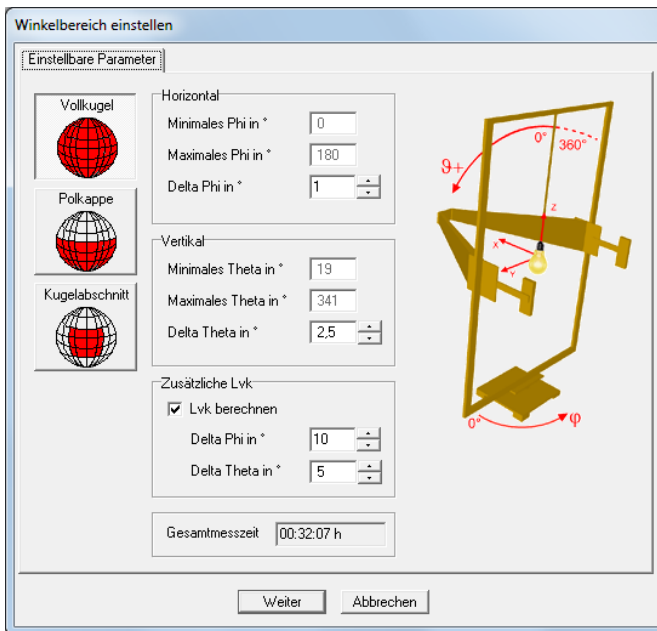 Winkelbereich einstellen
Einstellbare Parameter
Vollkugel
Polkappe
Kugelabschnitt
Horizontal
Minimales Phi in ° 0
Maximales Phi in ° 180
Delta Phi in ° 1
Vertikal
Minimales Theta in ° 19
Maximales Theta in ° 341
Delta Theta in ° 2,5
Zusätzliche Lvk
Lvk berechnen
Delta Phi in ° 10
Delta Theta in ° 5
Gesamtmesszeit 00:32:07 h
ϑ+
0°
360°
Z
X
Y
0°
φ
Weiter
Abbrechen